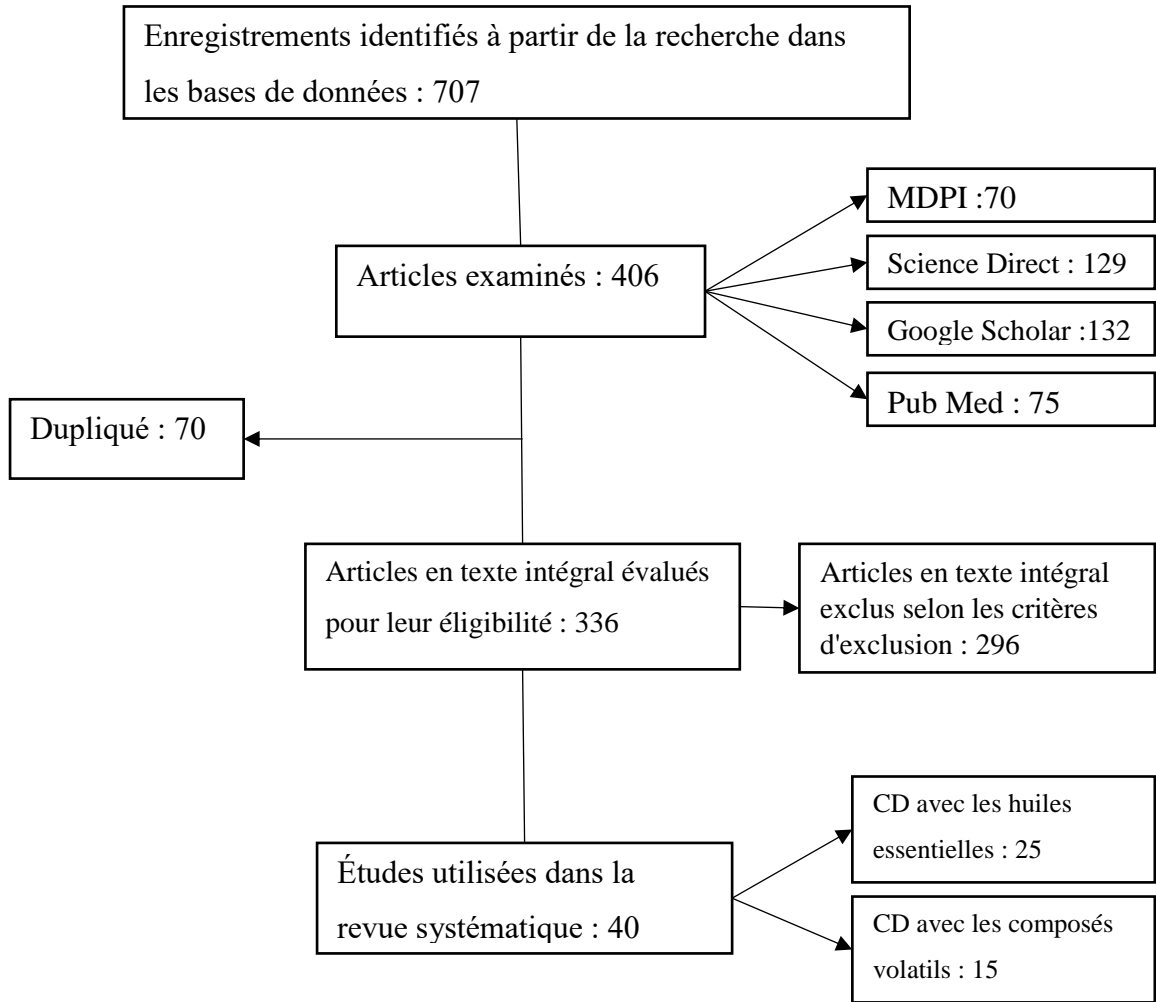 Enregistrements identifiés à partir de la recherche dans
les bases de données : 707
Articles examinés : 406
MDPI :70
Science Direct : 129
Google Scholar :132
Pub Med : 75
Dupliqué : 70
Articles en texte intégral évalués
pour leur éligibilité : 336
Articles en texte intégral
exclus selon les critères
d'exclusion : 296
Études utilisées dans la
revue systématique : 40
CD avec les huiles
essentielles : 25
CD avec les composés
volatils : 15